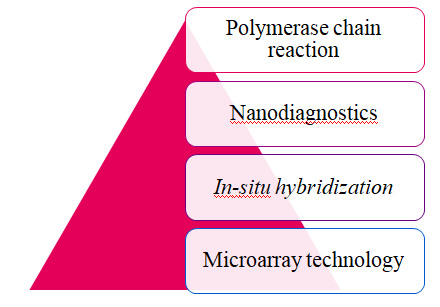 Polymerase chain
reaction
Nanodiagnostics
In-situ hybridization
Microarray technology